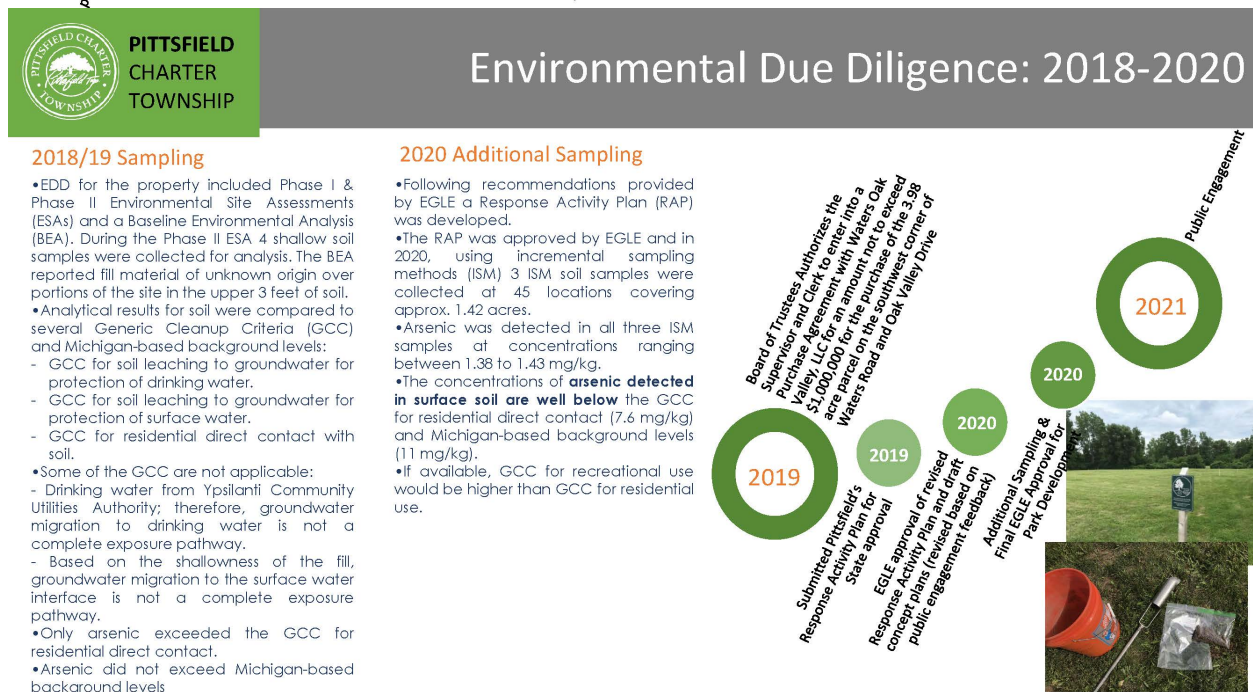 PITTSFIELD
CHARTER
TOWNSHIP
PITTSFIELD CHARTER
TOWNSHIP
Environmental Due Diligence: 2018-2020
2018/19 Sampling
•EDD for the property included Phase I &
Phase II Environmental Site Assessments
(ESAs) and a Baseline Environmental Analysis
(BEA). During the Phase II ESA 4 shallow soil
samples were collected for analysis. The BEA
reported fill material of unknown origin over
portions of the site in the upper 3 feet of soil.
•Analytical results for soil were compared to
several Generic Cleanup Criteria (GCC)
and Michigan-based background levels:
- GCC for soil leaching to groundwater for
protection of drinking water.
- GCC for soil leaching to groundwater for
protection of surface water.
- GCC for residential direct contact with
soil.
•Some of the GCC are not applicable:
- Drinking water from Ypsilanti Community
Utilities Authority; therefore, groundwater
migration to drinking water is not a
complete exposure pathway.
- Based on the shallowness of the fill,
groundwater migration to the surface water
interface is not a complete exposure
pathway.
•Only arsenic exceeded the GCC for
residential direct contact.
•Arsenic did not exceed Michigan-based
background levels
2020 Additional Sampling
•Following recommendations provided
by EGLE a Response Activity Plan (RAP)
was developed.
•The RAP was approved by EGLE and in
2020, using incremental sampling
methods (ISM) 3 ISM soil samples were
collected at 45 locations covering
approx. 1.42 acres.
•Arsenic was detected in all three ISM
samples at concentrations ranging
between 1.38 to 1.43 mg/kg.
•The concentrations of arsenic detected
in surface soil are well below the GCC
for residential direct contact (7.6 mg/kg)
and Michigan-based background levels
(11 mg/kg).
•If available, GCC for recreational use
would be higher than GCC for residential
use.
Board of Trustees Authorizes the
Supervisor and Clerk to enter into a
Purchase Agreement with Waters Oak
Valley, LLC for an amount not to exceed
$1,000,000 for the purchase of the 3.98
acre parcel on the southwest corner of
Waters Road and Oak Valley Drive
2019
2019
Submitted Pittsfield's
Response Activity Plan for
State approval
2020
EGLE approval of revised
Response Activity Plan and draft
concept plans (revised based on
public engagement feedback)
2020
Additional Sampling &
Final EGLE Approval for
Park Development
2021
Public Engagement